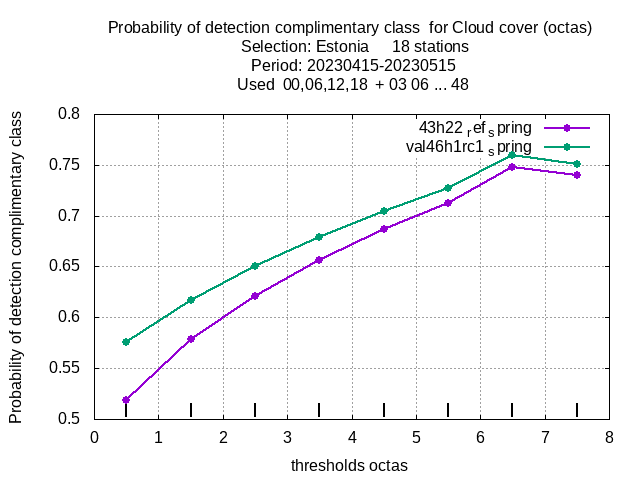 Probability of detection complimentary class  for Cloud cover (octas)
Selection: Estonia     18 stations
Period: 20230415-20230515
Used  00,06,12,18  + 03 06 ... 48
43h22 ref spring
val46h1rc1 spring
Probability of detection complimentary class
0.8
0.75
0.7
0.65
0.6
0.55
0.5
0 1 2 3 4 5 6 7 8
thresholds octas